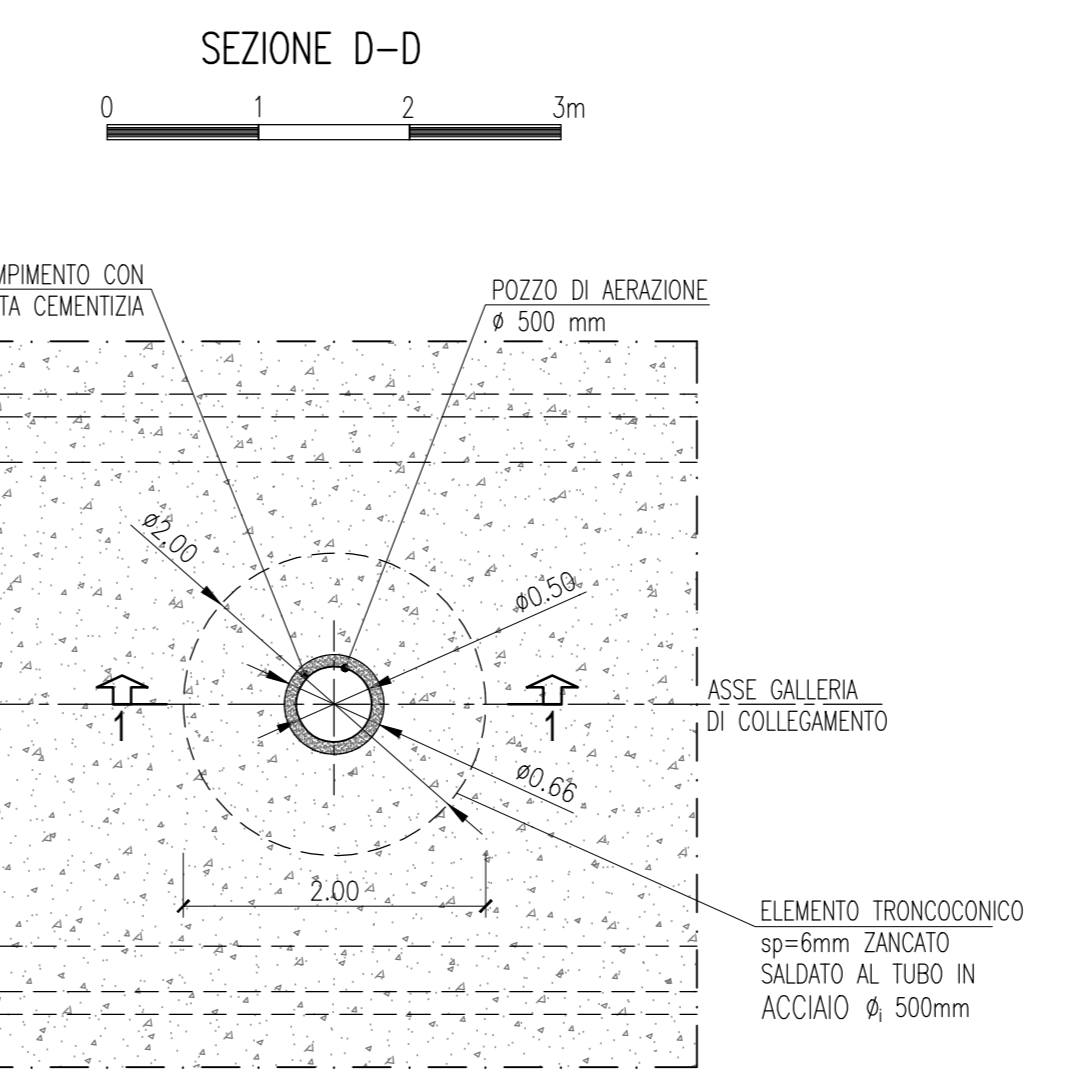 SEZIONE D-D
0 1 2 3m
MPIMENTO CON
TA CEMENTIZIA
POZZO DI AERAZIONE
Ø 500 mm
ø2.00
ø0.50
1
1
ASSE GALLERIA
DI COLLEGAMENTO
ø0.66
2.00
ELEMENTO TRONCOCONICO
sp=6mm ZANCATO
SALDATO AL TUBO IN
ACCIAIO Øi 500mm